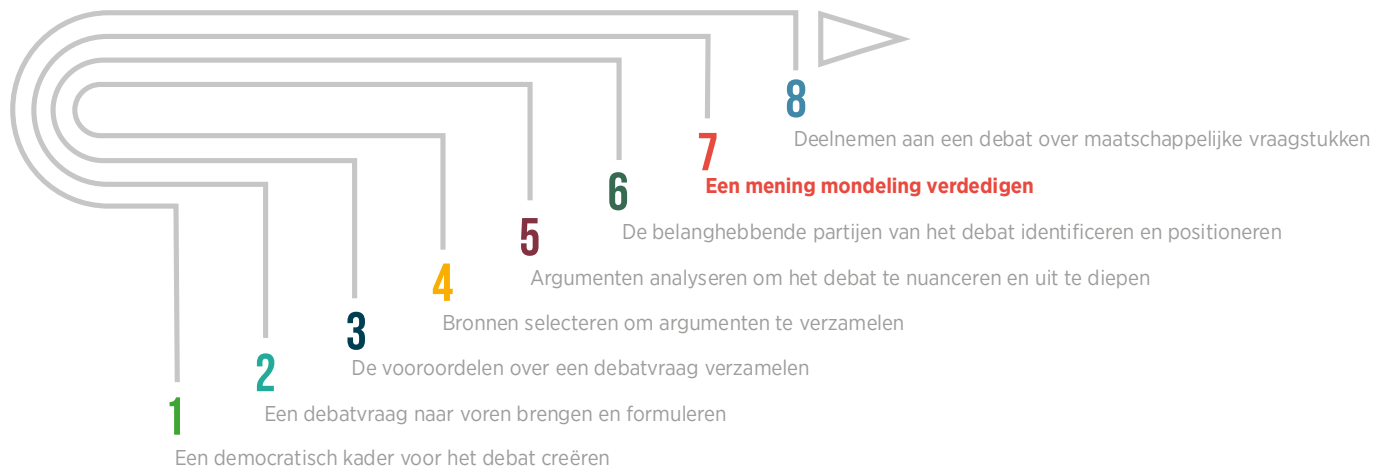 8
Deelnemen aan een debat over maatschappelijke vraagstukken
7
Een mening mondeling verdedigen
6
De belanghebbende partijen van het debat identificeren en positioneren
5
Argumenten analyseren om het debat te nuanceren en uit te diepen
4
Bronnen selecteren om argumenten te verzamelen
3
De vooroordelen over een debatvraag verzamelen
2
Een debatvraag naar voren brengen en formuleren
1
Een democratisch kader voor het debat creëren